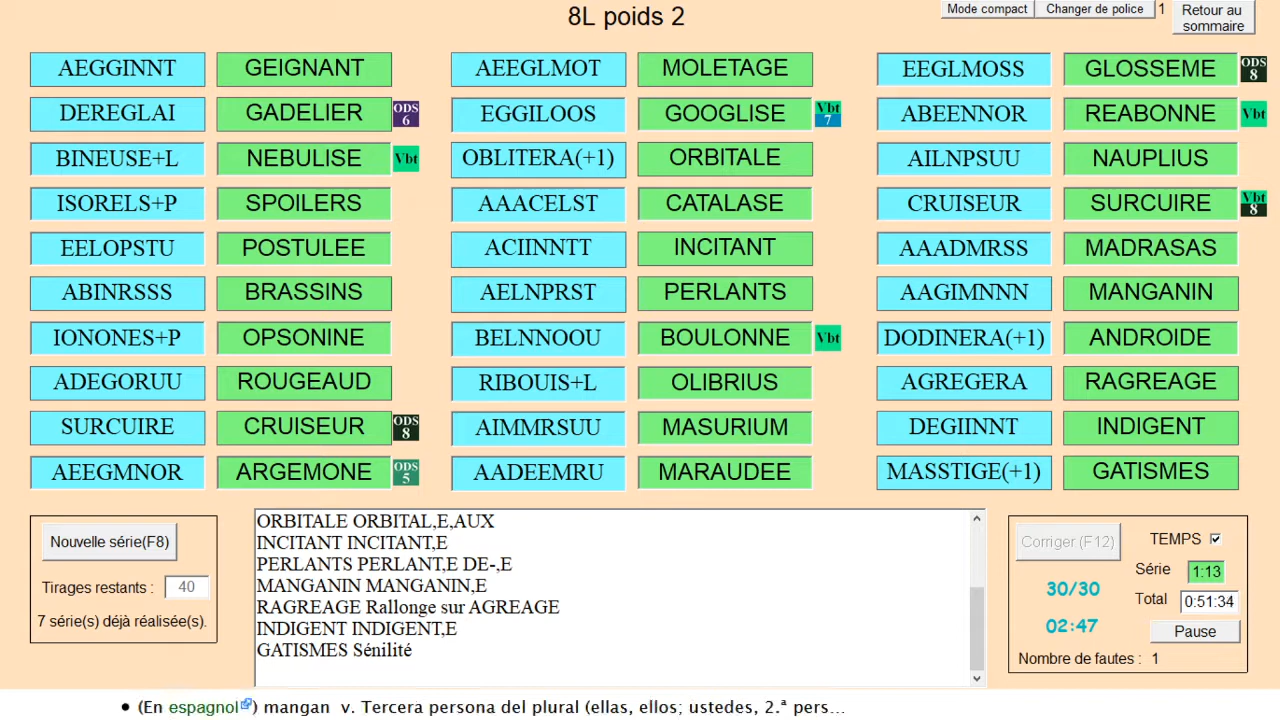 8L poids 2
Mode compact
Changer de police
1
Retour au
sommaire
AEGGINNT GEIGNANT AEEGLMOT MOLETAGE EEGLMOSS GLOSSEME ODS 8
DEREGLAI GADELIER ODS 6 EGGILOOS GOOGLISE Vbt 7 ABEENNOR REABONNE Vbt
BINEUSE+L NEBULISE Vbt OBLITERA(+1) ORBITALE AILNPSUU NAUPLIUS
ISORELS+P SPOILERS AAACELST CATALASE CRUISEUR SURCUIRE Vbt 8
EELOPSTU POSTULEE ACIINNTT INCITANT AAADMRSS MADRASAS
ABINRSSS BRASSINS AELNPRST PERLANTS AAGIMNNN MANGANIN
IONONES+P OPSONINE BELNNOOU BOULONNE Vbt DODINERA(+1) ANDROIDE
ADEGORUU ROUGEAUD RIBOUIS+L OLIBRIUS AGREGERA RAGREAGE
SURCUIRE CRUISEUR ODS 8 AIMMRSUU MASURIUM DEGIINNT INDIGENT
AEEGMNOR ARGEMONE ODS 5 AADEEMRU MARAUDEE MASSTIGE(+1) GATISMES
Nouvelle série(F8)
Tirages restants : 40
7 série(s) déjà réalisée(s).
ORBITALE ORBITAL,E,AUX
INCITANT INCITANT,E
PERLANTS PERLANT,E DE-,E
MANGANIN MANGANIN,E
RAGREAGE Rallonge sur AGREAGE
INDIGENT INDIGENT,E
GATISMES Sénilité
Corriger (F12)
TEMPS
Série 1:13
30/30
Total 0:51:34
02:47
Pause
Nombre de fautes : 1
• (En espagnol) mangan v. Tercera persona del plural (ellas, ellos; ustedes, 2.ª pers…